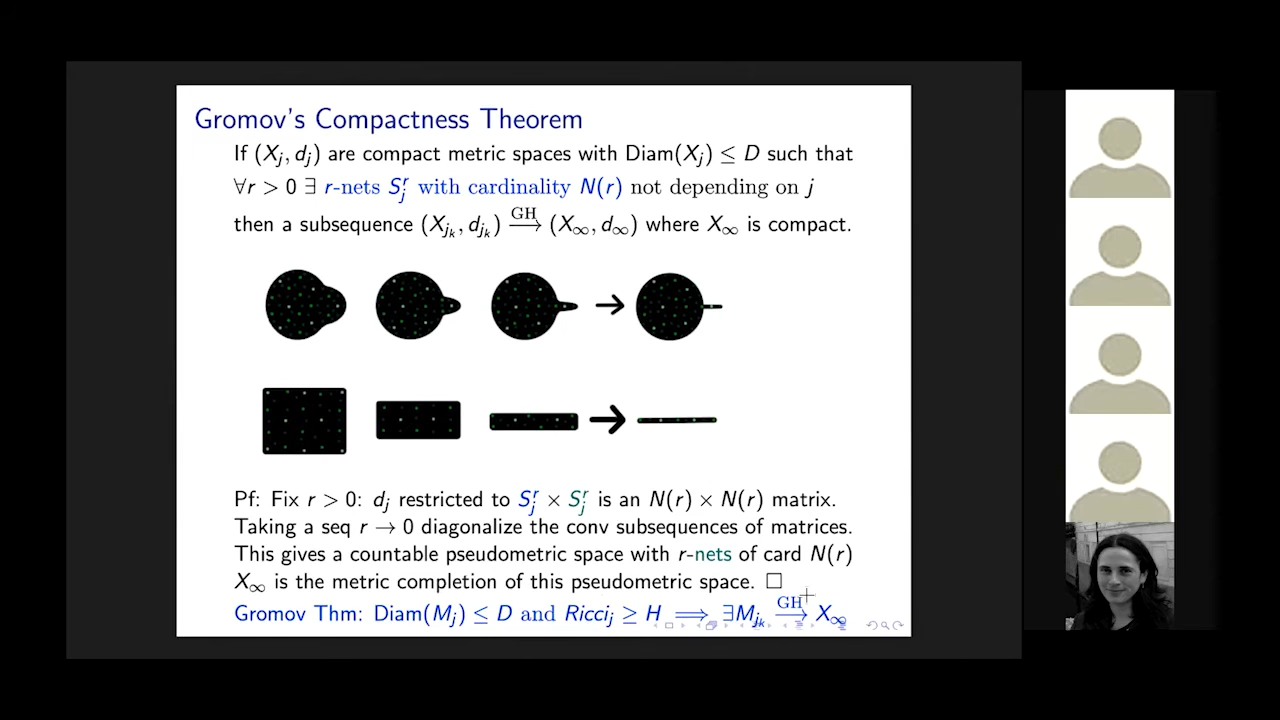 Gromov's Compactness Theorem
If (X_j, d_j) are compact metric spaces with Diam(X_j) ≤ D such that
∀r > 0 ∃ r-nets S_j^r with cardinality N(r) not depending on j
then a subsequence (X_{j_k}, d_{j_k}) GH⟶ (X_∞, d_∞) where X_∞ is compact.
Pf: Fix r > 0: d_j restricted to S_j^r × S_j^r is an N(r) × N(r) matrix.
Taking a seq r → 0 diagonalize the conv subsequences of matrices.
This gives a countable pseudometric space with r-nets of card N(r)
X_∞ is the metric completion of this pseudometric space. □
Gromov Thm: Diam(M_j) ≤ D and Ricci_j ≥ H ⟹ ∃M_{j_k} GH⟶ X_∞